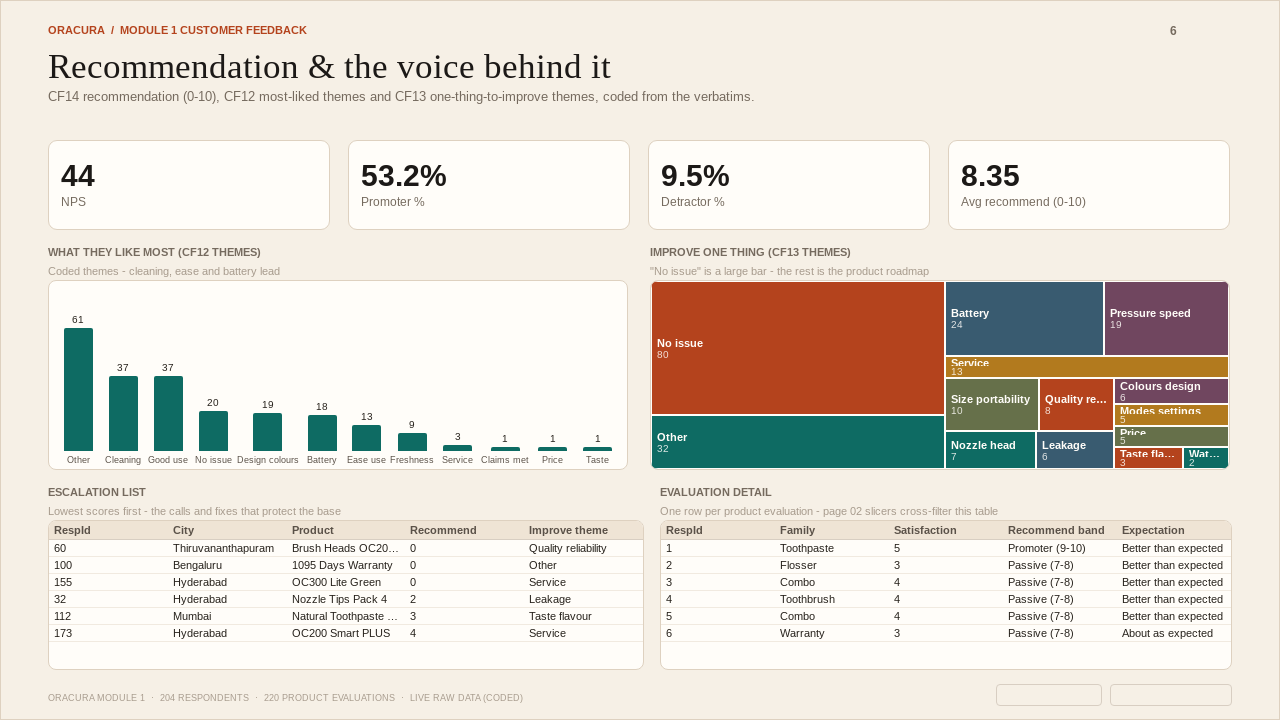 ORACURA / MODULE 1 CUSTOMER FEEDBACK
6
Recommendation & the voice behind it
CF14 recommendation (0-10), CF12 most-liked themes and CF13 one-thing-to-improve themes, coded from the verbatims.
44
NPS
53.2%
Promoter %
9.5%
Detractor %
8.35
Avg recommend (0-10)
WHAT THEY LIKE MOST (CF12 THEMES)
Coded themes - cleaning, ease and battery lead
61 37 37 20 19 18 13 9 3 1 1 1
Other Cleaning Good use No issue Design colours Battery Ease use Freshness Service Claims met Price Taste
IMPROVE ONE THING (CF13 THEMES)
"No issue" is a large bar - the rest is the product roadmap
No issue
80
Other
32
Battery
24
Pressure speed
19
Service
13
Size portability
10
Quality re...
8
Colours design
6
Modes settings
5
Price
5
Nozzle head
7
Leakage
6
Taste fla...
3
Wat...
2
ESCALATION LIST
Lowest scores first - the calls and fixes that protect the base
RespId City Product Recommend Improve theme
60 Thiruvananthapuram Brush Heads OC20... 0 Quality reliability
100 Bengaluru 1095 Days Warranty 0 Other
155 Hyderabad OC300 Lite Green 0 Service
32 Hyderabad Nozzle Tips Pack 4 2 Leakage
112 Mumbai Natural Toothpaste ... 3 Taste flavour
173 Hyderabad OC200 Smart PLUS 4 Service
EVALUATION DETAIL
One row per product evaluation - page 02 slicers cross-filter this table
RespId Family Satisfaction Recommend band Expectation
1 Toothpaste 5 Promoter (9-10) Better than expected
2 Flosser 3 Passive (7-8) Better than expected
3 Combo 4 Passive (7-8) Better than expected
4 Toothbrush 4 Passive (7-8) Better than expected
5 Combo 4 Passive (7-8) Better than expected
6 Warranty 3 Passive (7-8) About as expected
ORACURA MODULE 1 · 204 RESPONDENTS · 220 PRODUCT EVALUATIONS · LIVE RAW DATA (CODED)